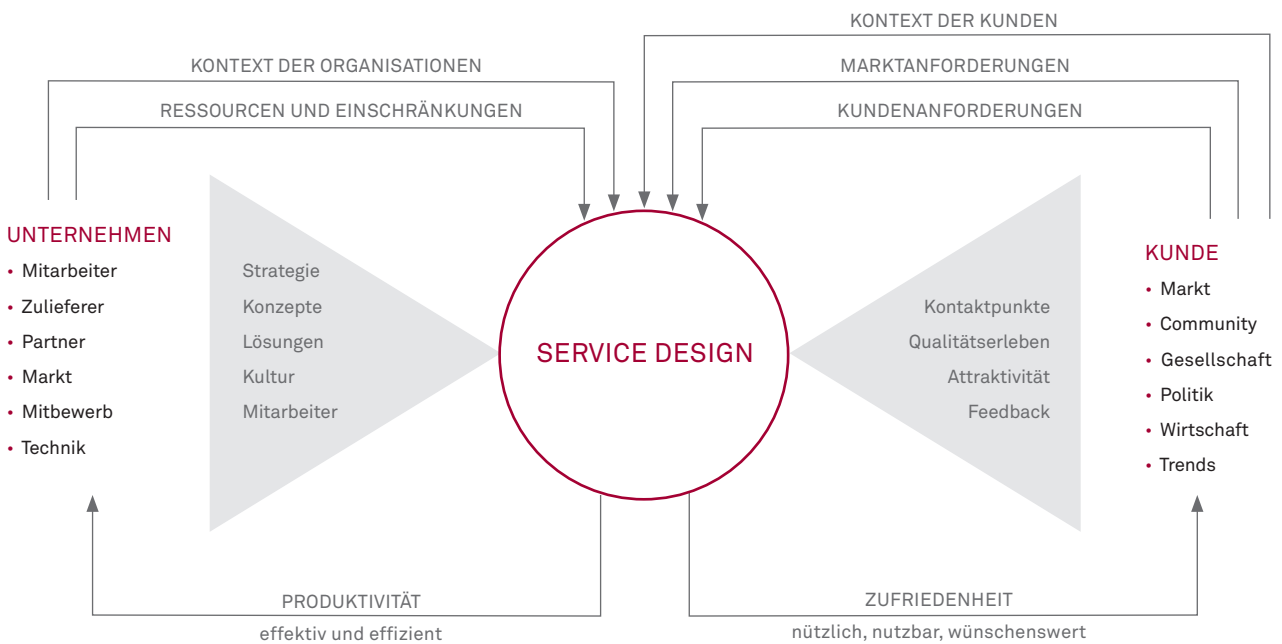 KONTEXT DER KUNDEN
KONTEXT DER ORGANISATIONEN
MARKTANFORDERUNGEN
RESSOURCEN UND EINSCHRÄNKUNGEN
KUNDENANFORDERUNGEN
UNTERNEHMEN
• Mitarbeiter
• Zulieferer
• Partner
• Markt
• Mitbewerb
• Technik
Strategie
Konzepte
Lösungen
Kultur
Mitarbeiter
SERVICE DESIGN
Kontaktpunkte
Qualitätserleben
Attraktivität
Feedback
KUNDE
• Markt
• Community
• Gesellschaft
• Politik
• Wirtschaft
• Trends
PRODUKTIVITÄT
effektiv und effizient
ZUFRIEDENHEIT
nützlich, nutzbar, wünschenswert